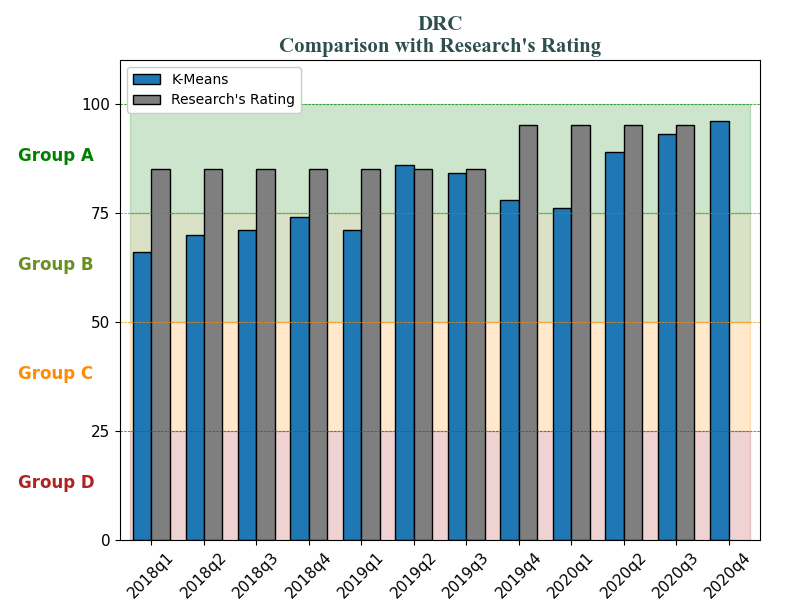 DRC
Comparison with Research's Rating
K-Means
Research's Rating
100
Group A
75
Group B
50
Group C
25
Group D
0
2018q1
2018q2
2018q3
2018q4
2019q1
2019q2
2019q3
2019q4
2020q1
2020q2
2020q3
2020q4